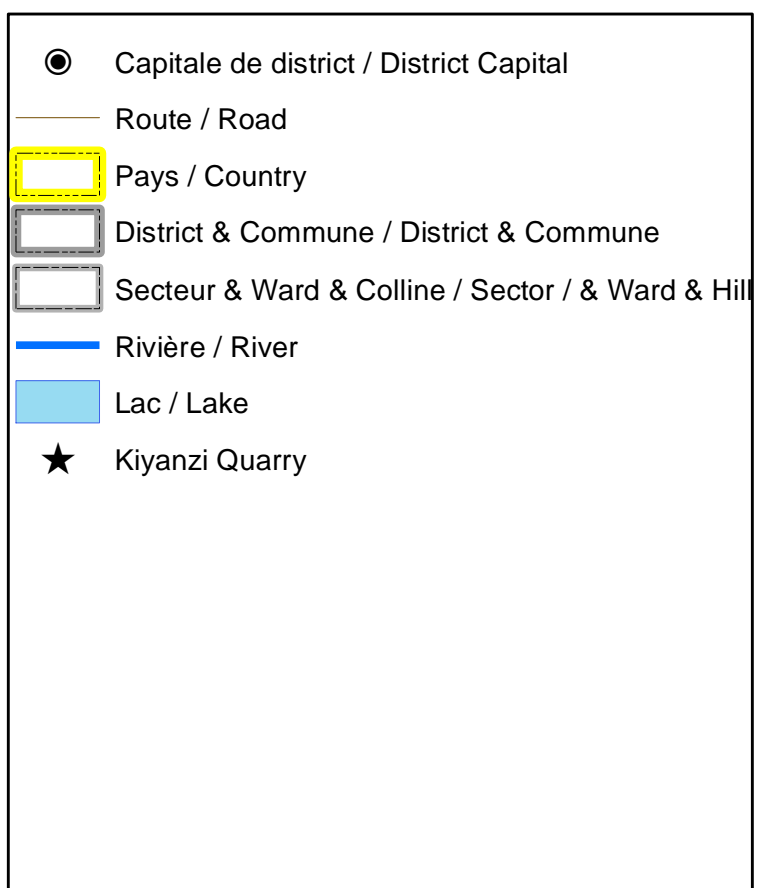 Capitale de district / District Capital
Route / Road
Pays / Country
District & Commune / District & Commune
Secteur & Ward & Colline / Sector / & Ward & Hill
Rivière / River
Lac / Lake
Kiyanzi Quarry